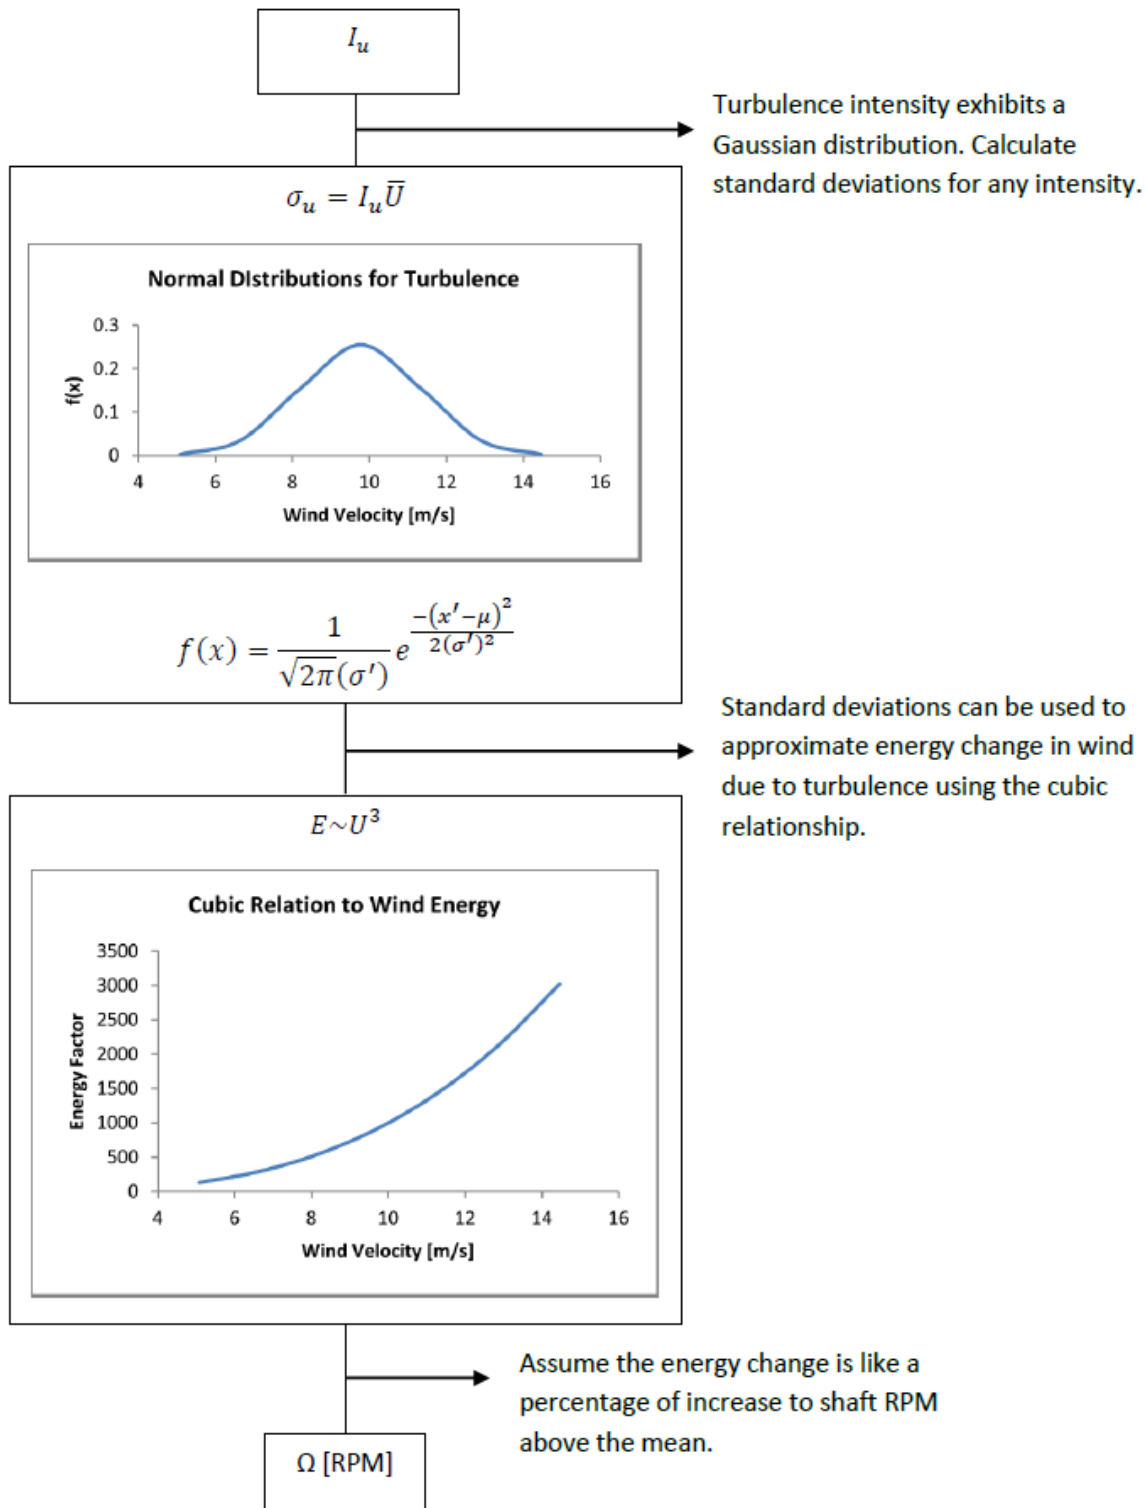 I_u
Turbulence intensity exhibits a
Gaussian distribution. Calculate
standard deviations for any intensity.
σ_u = I_u Ū
Normal DIstributions for Turbulence
0.3
0.2
0.1
0
f(x)
4 6 8 10 12 14 16
Wind Velocity [m/s]
f(x) = 1/(√2π(σ′)) e^(−(x′−μ)²/2(σ′)²)
Standard deviations can be used to
approximate energy change in wind
due to turbulence using the cubic
relationship.
E~U³
Cubic Relation to Wind Energy
3500
3000
2500
2000
1500
1000
500
0
Energy Factor
4 6 8 10 12 14 16
Wind Velocity [m/s]
Assume the energy change is like a
percentage of increase to shaft RPM
above the mean.
Ω [RPM]